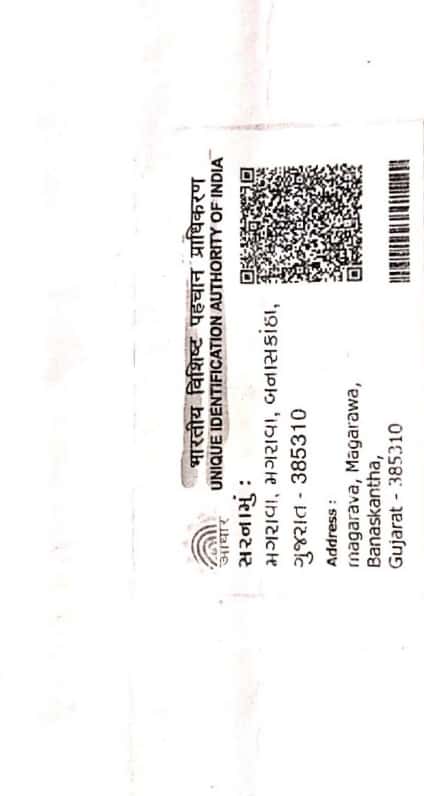 भारतीय विशिष्ट पहचान प्राधिकरण
UNIQUE IDENTIFICATION AUTHORITY OF INDIA
आधार
સરનામું :
મગરાવા, મગરાવા, બનાસકાંઠા,
ગુજરાત - 385310
Address :
magarava, Magarawa,
Banaskantha,
Gujarat - 385310